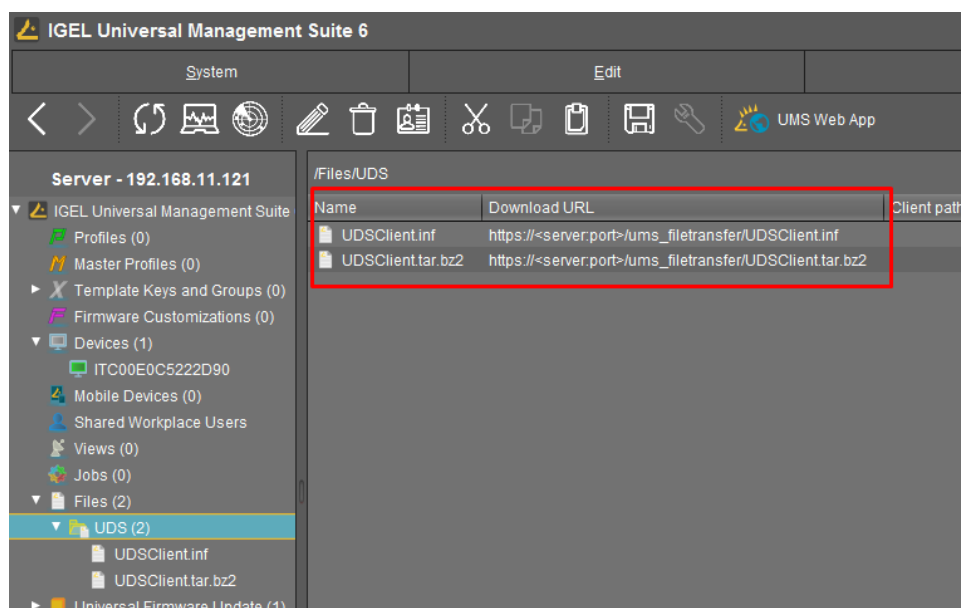 IGEL Universal Management Suite 6
System Edit
UMS Web App
Server - 192.168.11.121
IGEL Universal Management Suite
Profiles (0)
Master Profiles (0)
Template Keys and Groups (0)
Firmware Customizations (0)
Devices (1)
ITC00E0C5222D90
Mobile Devices (0)
Shared Workplace Users
Views (0)
Jobs (0)
Files (2)
UDS (2)
UDSClient.inf
UDSClient.tar.bz2
Universal Firmware Update (1)
/Files/UDS
Name Download URL Client path
UDSClient.inf https://<server:port>/ums_filetransfer/UDSClient.inf
UDSClient.tar.bz2 https://<server:port>/ums_filetransfer/UDSClient.tar.bz2